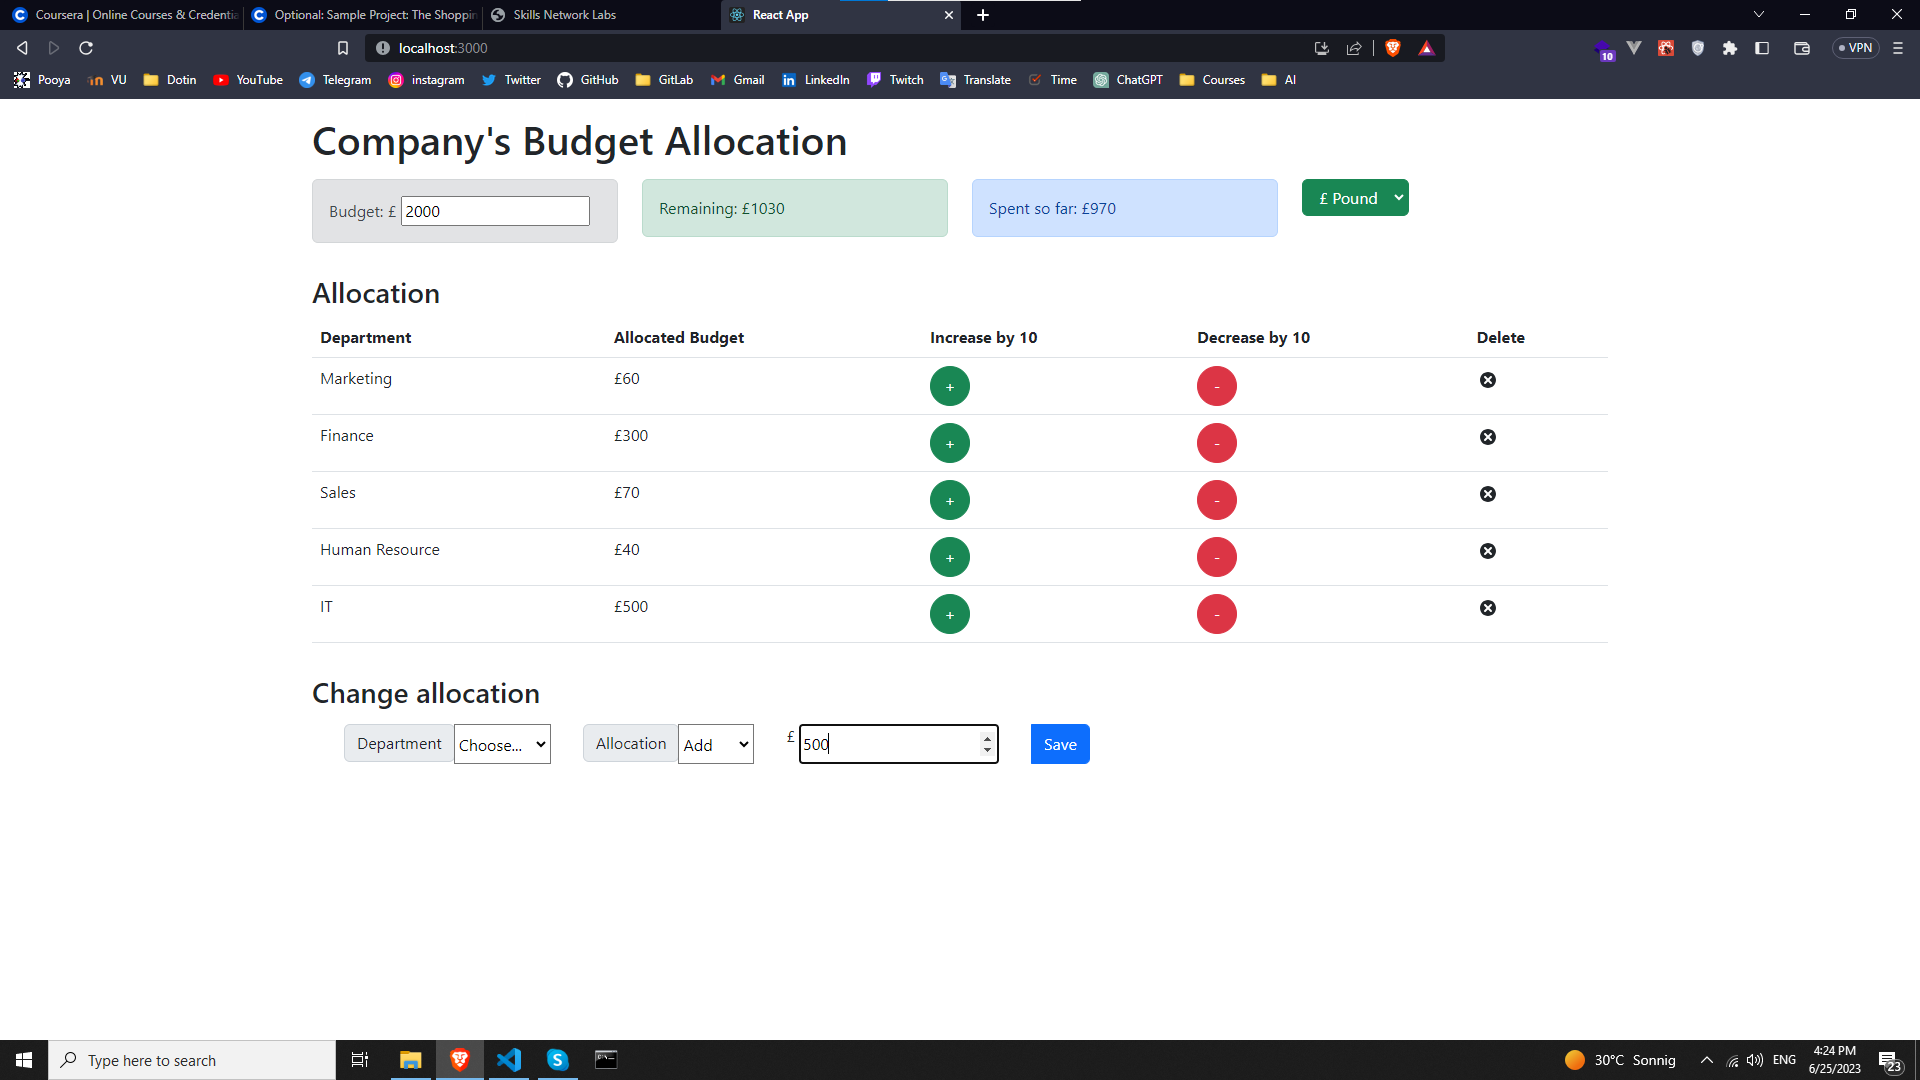 Coursera | Online Courses & Credentia
Optional: Sample Project: The Shoppin
Skills Network Labs
React App
localhost:3000
10
VPN
Pooya
VU
Dotin
YouTube
Telegram
instagram
Twitter
GitHub
GitLab
Gmail
LinkedIn
Twitch
Translate
Time
ChatGPT
Courses
AI
Company's Budget Allocation
Budget: £ 2000
Remaining: £1030
Spent so far: £970
£ Pound
Allocation
Department Allocated Budget Increase by 10 Decrease by 10 Delete
Marketing £60 + -
Finance £300 + -
Sales £70 + -
Human Resource £40 + -
IT £500 + -
Change allocation
Department Choose... Allocation Add £ 500 Save
Type here to search
30°C Sonnig
ENG
4:24 PM
6/25/2023
23